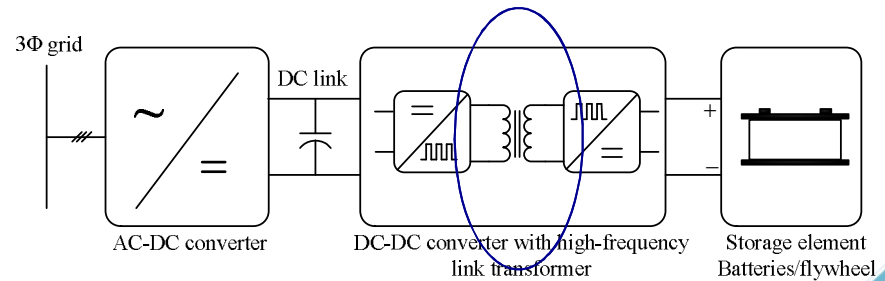 3Φ grid
DC link
+
−
AC-DC converter
DC-DC converter with high-frequency
link transformer
Storage element
Batteries/flywheel